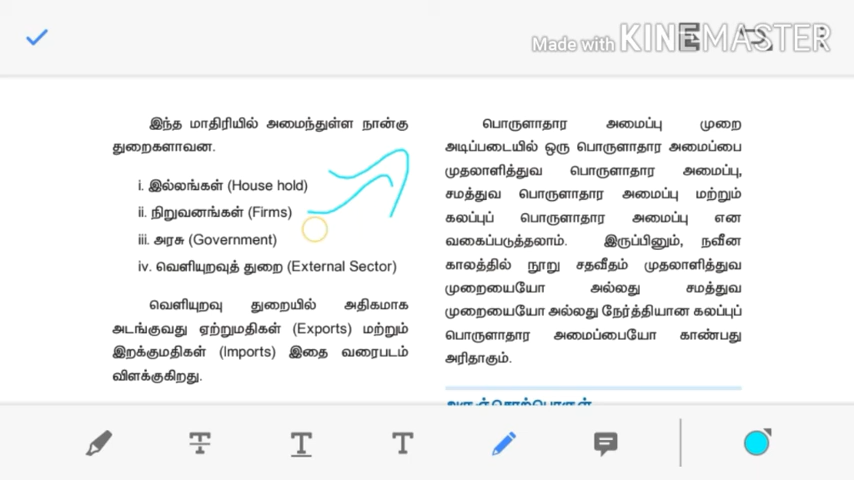 Made with KINEMASTER
இந்த மாதிரியில் அமைந்துள்ள நான்கு
துறைகளாவன.
i. இல்லங்கள் (House hold)
ii. நிறுவனங்கள் (Firms)
iii. அரசு (Government)
iv. வெளியுறவுத் துறை (External Sector)
வெளியுறவு துறையில் அதிகமாக
அடங்குவது ஏற்றுமதிகள் (Exports) மற்றும்
இறக்குமதிகள் (Imports) இதை வரைபடம்
விளக்குகிறது.
பொருளாதார அமைப்பு முறை
அடிப்படையில் ஒரு பொருளாதார அமைப்பை
முதலாளித்துவ பொருளாதார அமைப்பு,
சமத்துவ பொருளாதார அமைப்பு மற்றும்
கலப்புப் பொருளாதார அமைப்பு என
வகைப்படுத்தலாம். இருப்பினும், நவீன
காலத்தில் நூறு சதவீதம் முதலாளித்துவ
முறையையோ அல்லது சமத்துவ
முறையையோ அல்லது நேர்த்தியான கலப்புப்
பொருளாதார அமைப்பையோ காண்பது
அரிதாகும்.